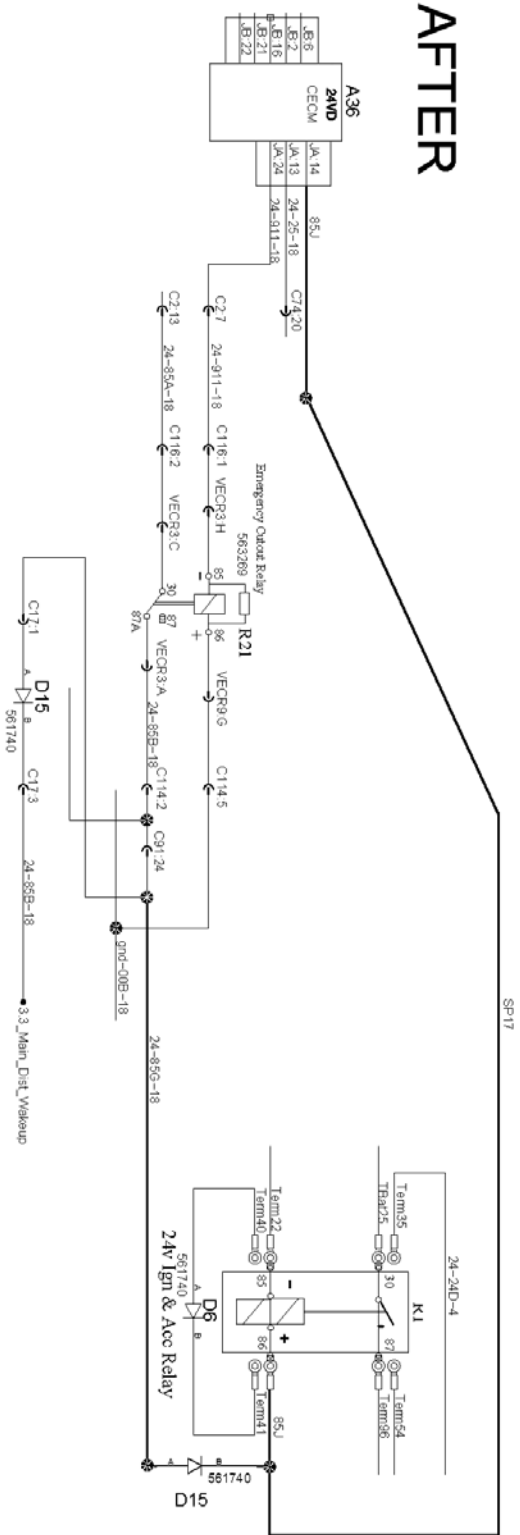 AFTER
A36
24VD
CECM
JB:6
JB:2
JB:16
JB:21
JB:22
JA:14
JA:13
JA:24
85J
24-25-18
24-911-18
C74:20
C2:7
24-911-18
C116:1
VECR3:H
C2:13
24-85A-18
C116:2
VECR3:C
Emergency Cutout Relay
563269
R21
85
-
86
+
30
87
87A
VECR9:G
C114:5
VECR3:A
24-85B-18
C114:2
C91:24
C17:1
A
B
D15
561740
C17:3
24-85B-18
3.3_Main_Dist_Wakeup
gnd-00B-18
24-85G-18
SP17
24-24D-4
Term35
TBat25
Term22
Term40
K1
30
87
85
-
86
+
Term54
Term96
Term41
85J
A
B
D6
561740
24v Ign & Acc Relay
A
B
561740
D15